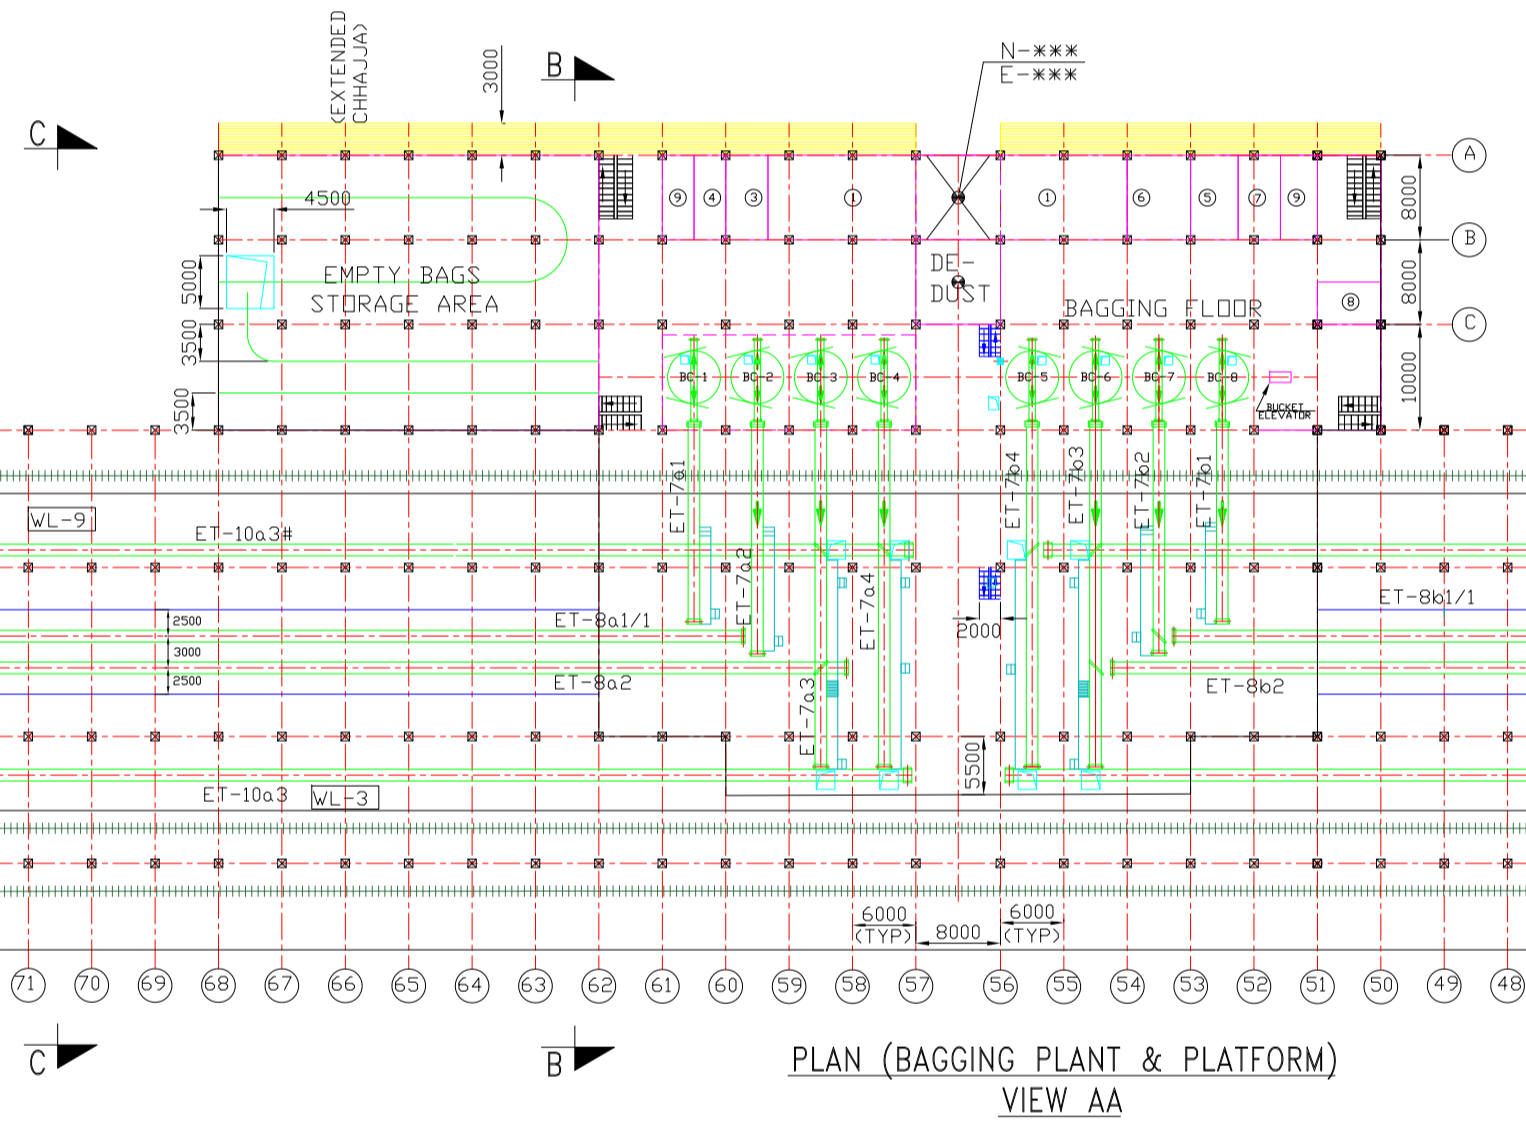 (EXTENDED
CHHAJJA)
3000
B
N-***
E-***
C
A
4500
9
4
3
1
1
6
5
7
9
8000
B
5000
EMPTY BAGS
STORAGE AREA
DE-
DUST
BAGGING FLOOR
8
8000
C
3500
BC-1
BC-2
BC-3
BC-4
BC-5
BC-6
BC-7
BC-8
10000
3500
BUCKET
ELEVATOR
ET-7a1
ET-7b4
ET-7b3
ET-7b2
ET-7b1
WL-9
ET-10a3#
ET-7a2
ET-7a4
ET-8b1/1
2500
ET-8a1/1
2000
3000
2500
ET-8a2
ET-7a3
ET-8b2
5500
ET-10a3
WL-3
6000
(TYP)
8000
6000
(TYP)
71
70
69
68
67
66
65
64
63
62
61
60
59
58
57
56
55
54
53
52
51
50
49
48
C
B
PLAN (BAGGING PLANT & PLATFORM)
VIEW AA